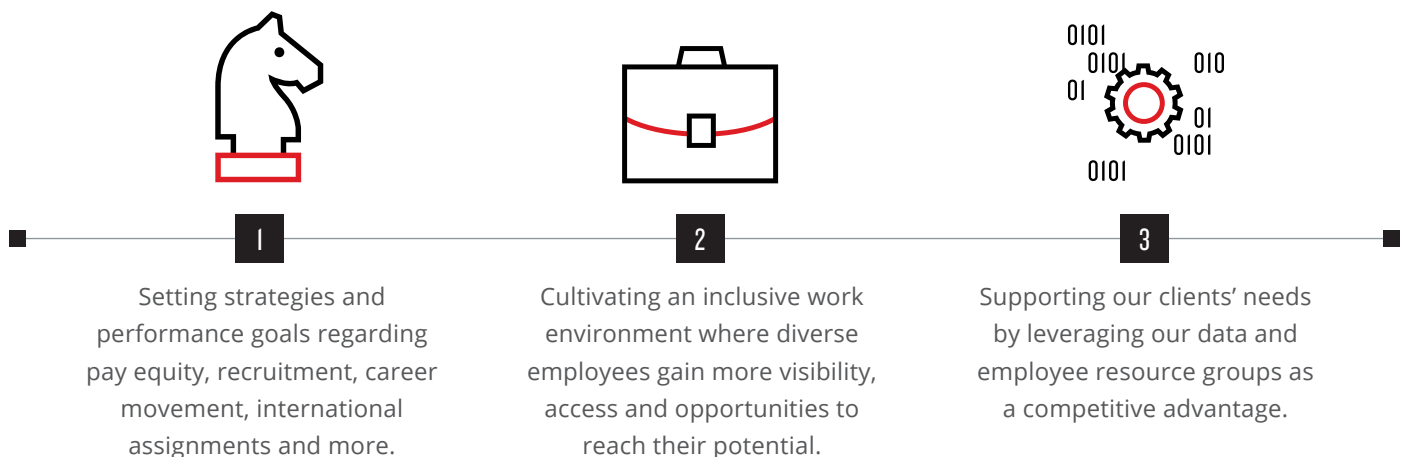 0101
0101
010
01
01
0101
0101
1
2
3
Setting strategies and
performance goals regarding
pay equity, recruitment, career
movement, international
assignments and more.
Cultivating an inclusive work
environment where diverse
employees gain more visibility,
access and opportunities to
reach their potential.
Supporting our clients’ needs
by leveraging our data and
employee resource groups as
a competitive advantage.